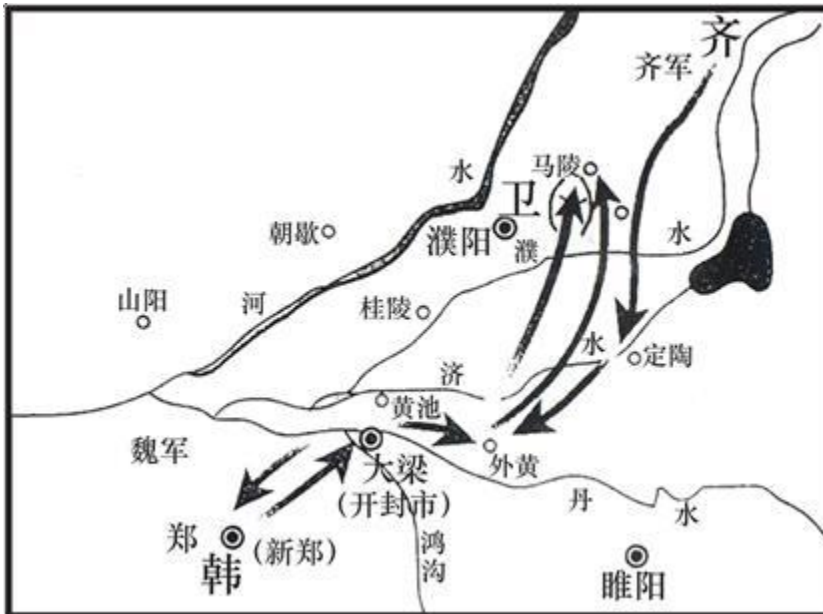 齐
齐军
马陵
水
卫
朝歇
濮阳
濮
水
河
山阳
桂陵
水
定陶
济
黄池
魏军
大梁
外黄
(开封市)
丹
水
郑
(新郑)
韩
鸿沟
睢阳